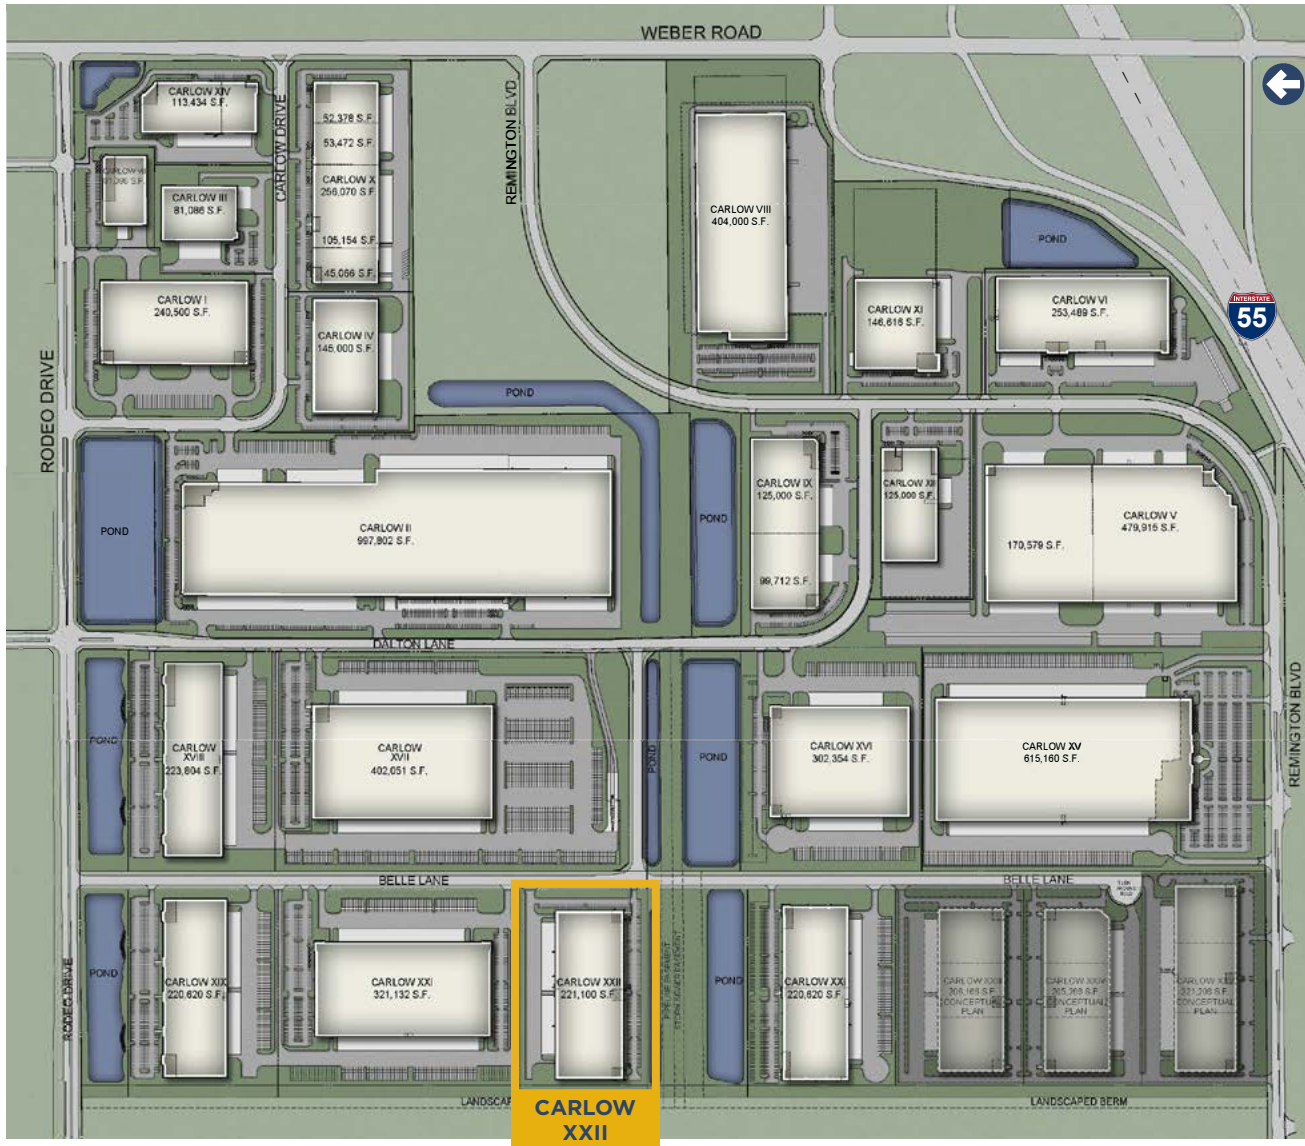 WEBER ROAD
CARLOW XIV
113,434 S.F.
CARLOW DRIVE
52,378 S.F.
53,472 S.F.
CARLOW X
256,070 S.F.
105,154 S.F.
45,066 S.F.
REMINGTON BLVD
CARLOW III
81,086 S.F.
CARLOW VIII
404,000 S.F.
POND
CARLOW I
240,500 S.F.
CARLOW IV
145,000 S.F.
CARLOW XI
146,616 S.F.
CARLOW VI
253,489 S.F.
INTERSTATE
55
RODEO DRIVE
POND
POND
CARLOW II
997,802 S.F.
POND
CARLOW IX
125,000 S.F.
99,712 S.F.
CARLOW XII
125,000 S.F.
CARLOW V
479,915 S.F.
170,579 S.F.
DALTON LANE
REMINGTON BLVD
POND
CARLOW
XVIII
223,804 S.F.
CARLOW
XVII
402,051 S.F.
POND
POND
CARLOW XVI
302,354 S.F.
CARLOW XV
615,160 S.F.
BELLE LANE
BELLE LANE
RODEO DRIVE
POND
CARLOW XIX
220,620 S.F.
CARLOW XXI
321,132 S.F.
CARLOW XXII
221,100 S.F.
PIPELINE EASEMENT
POND
CARLOW XXI
220,620 S.F.
CONCEPTUAL
PLAN
CONCEPTUAL
PLAN
CONCEPTUAL
PLAN
LANDSCAP
LANDSCAPED BERM
CARLOW
XXII